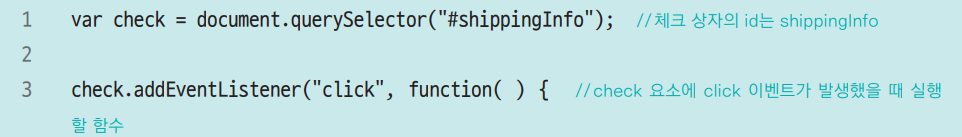 1 var check = document.querySelector("#shippingInfo"); //체크 상자의 id는 shippingInfo
2
3 check.addEventListener("click", function( ) { //check 요소에 click 이벤트가 발생했을 때 실행
할 함수